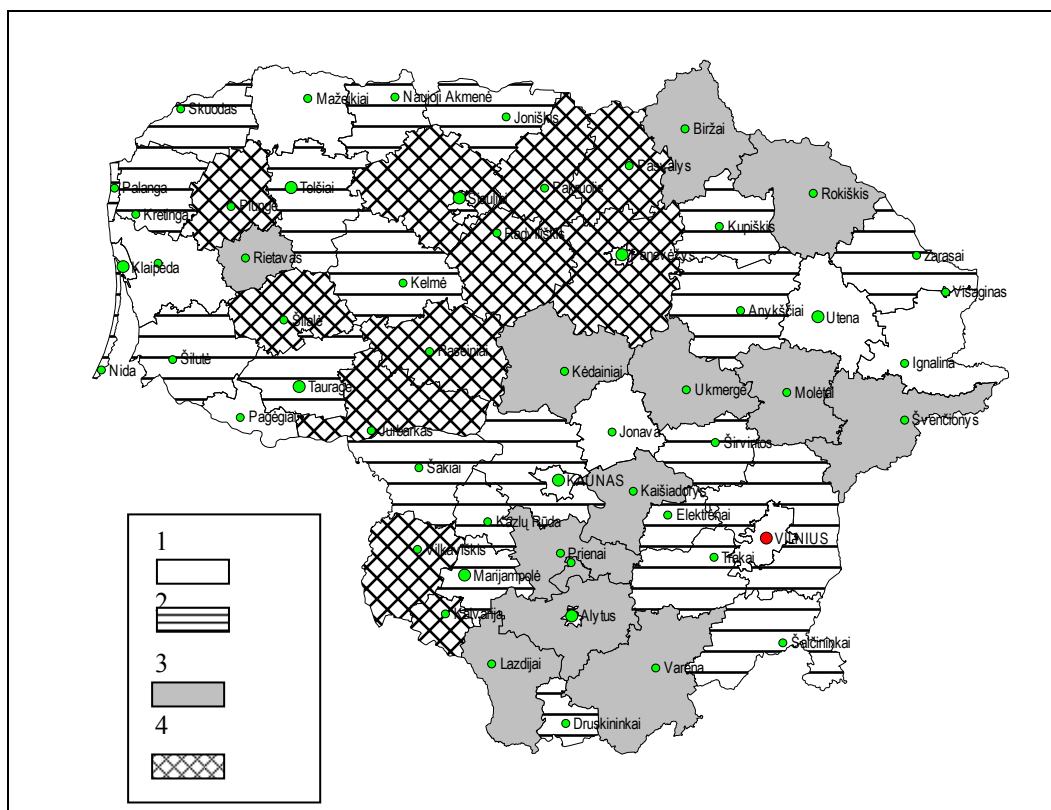 Mažeikiai
Naujoji Akmenė
Skuodas
Joniškis
Biržai
Pasvalys
Palanga
Telšiai
Pakruojis
Šiauliai
Rokiškis
Plungė
Kretinga
Kupiškis
Radviliškis
Panevėžys
Žarasai
Rietavas
Klaipėda
Kelmė
Visaginas
Anykščiai
Utena
Šilalė
Raseiniai
Šilutė
Ignalina
Nida
Kėdainiai
Tauragė
Ukmergė
Molėtai
Pagėgiai
Švenčionys
Jurbarkas
Jonava
Širvintos
Šakiai
KAUNAS
Kaišiadorys
Elektrėnai
Kazlų Rūda
VILNIUS
Vilkaviškis
Prienai
Trakai
Marijampolė
Kalvarija
Alytus
Šalčininkai
Lazdijai
Varėna
Druskininkai
1
2
3
4